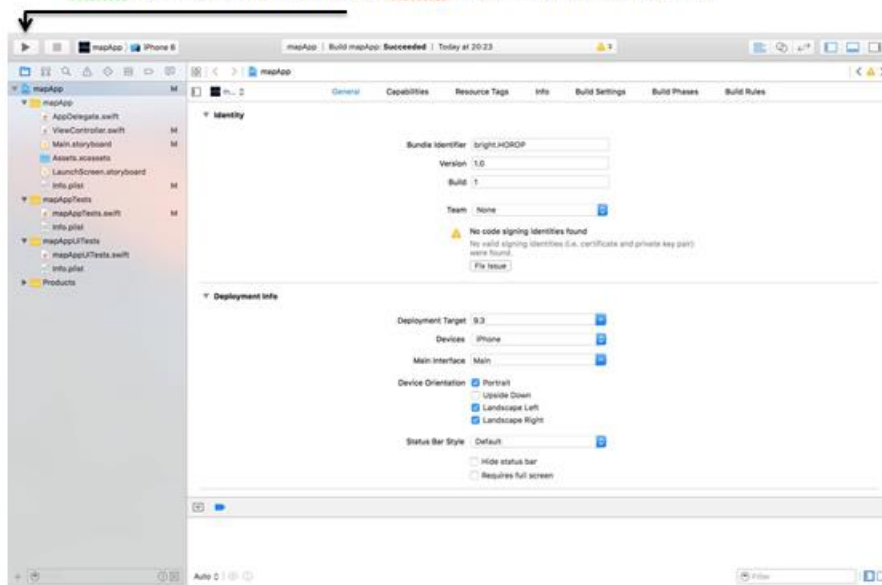 mapApp iPhone 6 mapApp | Build mapApp: Succeeded | Today at 20:23
mapApp
mapApp M
mapApp
AppDelegate.swift
ViewController.swift M
Main.storyboard M
Assets.xcassets
LaunchScreen.storyboard
Info.plist M
mapAppTests
mapAppTests.swift M
Info.plist
mapAppUITests
mapAppUITests.swift
Info.plist
Products
m... General Capabilities Resource Tags Info Build Settings Build Phases Build Rules
Identity
Bundle Identifier bright.HOROP
Version 1.0
Build 1
Team None
No code signing identities found
No valid signing identities (i.e. certificate and private key pair)
were found.
Fix Issue
Deployment Info
Deployment Target 9.3
Devices iPhone
Main Interface Main
Device Orientation Portrait
Upside Down
Landscape Left
Landscape Right
Status Bar Style Default
Hide status bar
Requires full screen
Auto Filter